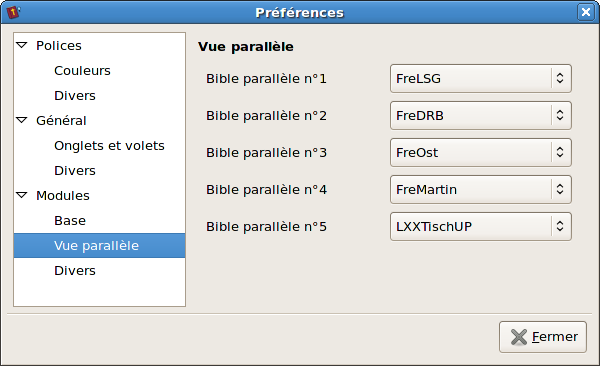 Préférences
Polices
Couleurs
Divers
Général
Onglets et volets
Divers
Modules
Base
Vue parallèle
Divers
Vue parallèle
Bible parallèle n°1 FreLSG
Bible parallèle n°2 FreDRB
Bible parallèle n°3 FreOst
Bible parallèle n°4 FreMartin
Bible parallèle n°5 LXXTischUP
Fermer